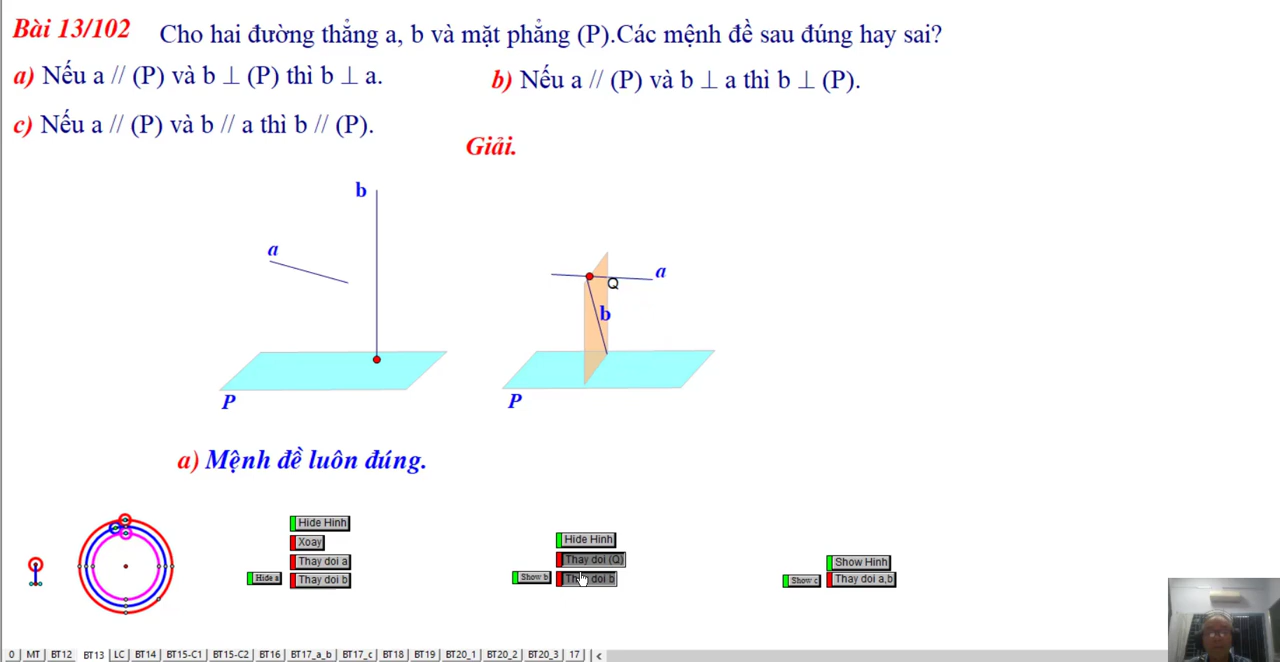 Bài 13/102 Cho hai đường thẳng a, b và mặt phẳng (P).Các mệnh đề sau đúng hay sai?
a) Nếu a // (P) và b ⊥ (P) thì b ⊥ a. b) Nếu a // (P) và b ⊥ a thì b ⊥ (P).
c) Nếu a // (P) và b // a thì b // (P).
Giải.
b
a
P
a
Q
b
P
a) Mệnh đề luôn đúng.
Hide Hinh
Xoay
Thay doi a
Hide a Thay doi b
Hide Hinh
Thay doi (Q)
Show b Thay doi b
Show Hinh
Show c Thay doi a,b
0 MT BT12 BT13 LC BT14 BT15-C1 BT15-C2 BT16 BT17_a_b BT17_c BT18 BT19 BT20_1 BT20_2 BT20_3 17 <